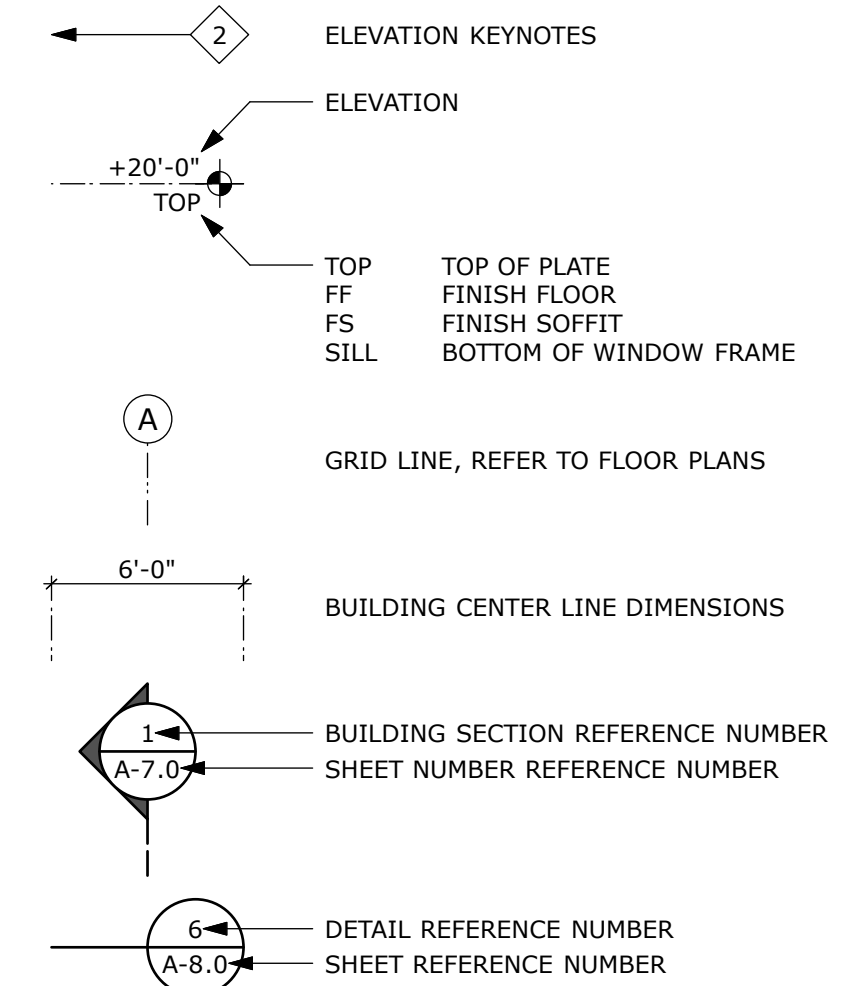 2 ELEVATION KEYNOTES
ELEVATION
+20'-0"
TOP
TOP TOP OF PLATE
FF FINISH FLOOR
FS FINISH SOFFIT
SILL BOTTOM OF WINDOW FRAME
A
GRID LINE, REFER TO FLOOR PLANS
6'-0"
BUILDING CENTER LINE DIMENSIONS
1 BUILDING SECTION REFERENCE NUMBER
A-7.0 SHEET NUMBER REFERENCE NUMBER
6 DETAIL REFERENCE NUMBER
A-8.0 SHEET REFERENCE NUMBER